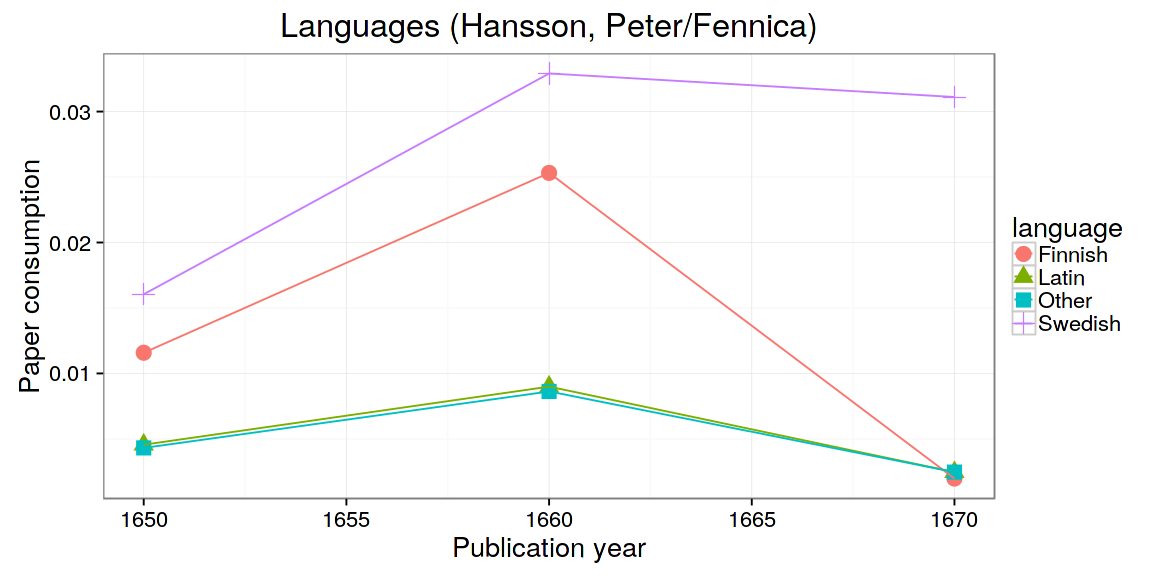 Languages (Hansson, Peter/Fennica)
Paper consumption
0.03
0.02
0.01
1650
1655
1660
1665
1670
Publication year
language
Finnish
Latin
Other
Swedish